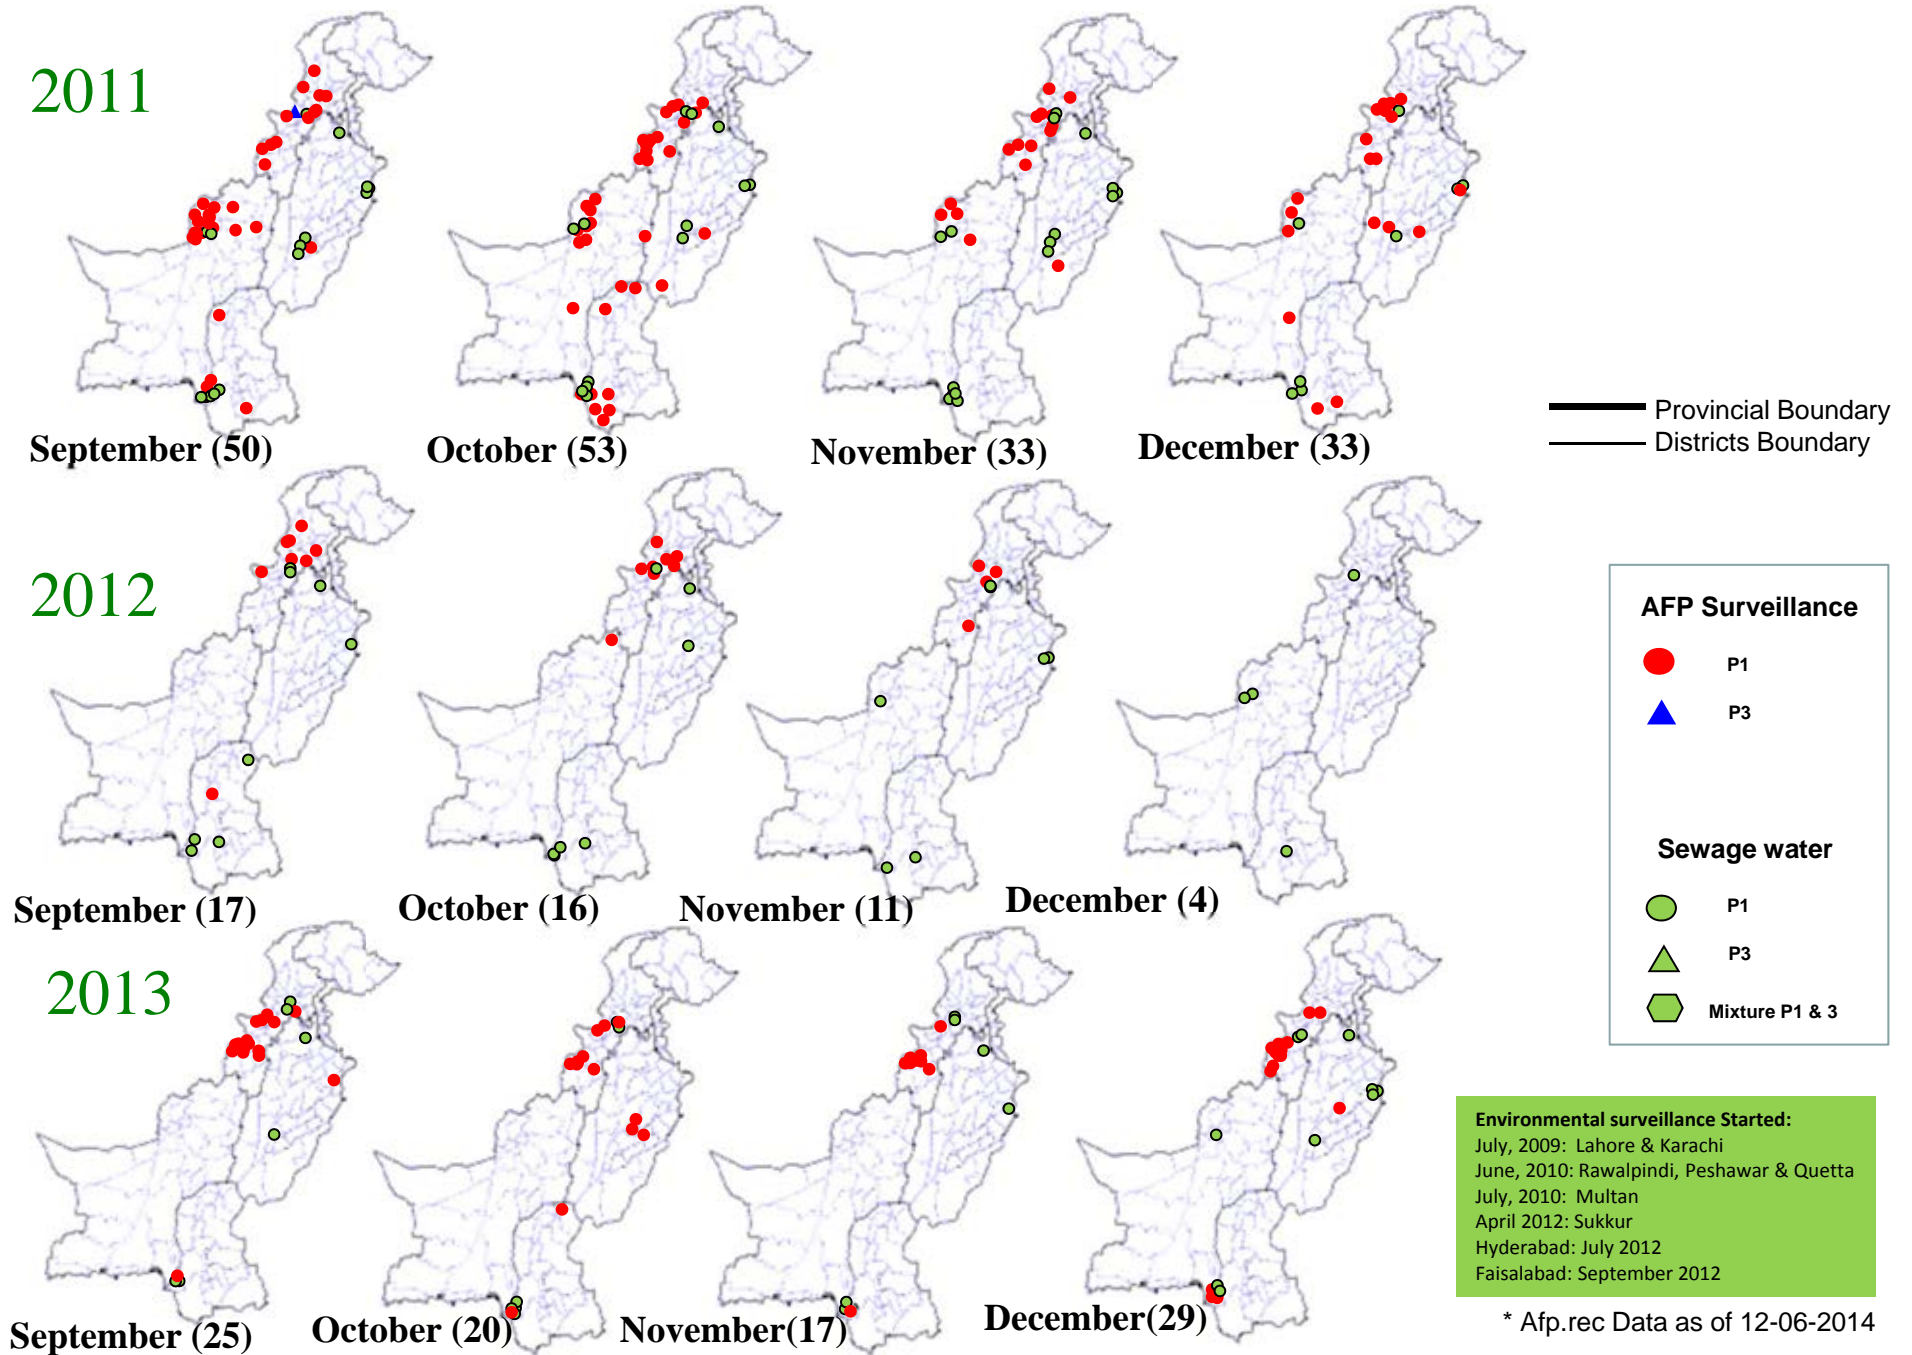 2011
September (50)
October (53)
November (33)
December (33)
Provincial Boundary
Districts Boundary
2012
September (17)
October (16)
November (11)
December (4)
AFP Surveillance
P1
P3
Sewage water
P1
P3
Mixture P1 & 3
2013
September (25)
October (20)
November(17)
December(29)
Environmental surveillance Started:
July, 2009: Lahore & Karachi
June, 2010: Rawalpindi, Peshawar & Quetta
July, 2010: Multan
April 2012: Sukkur
Hyderabad: July 2012
Faisalabad: September 2012
* Afp.rec Data as of 12-06-2014